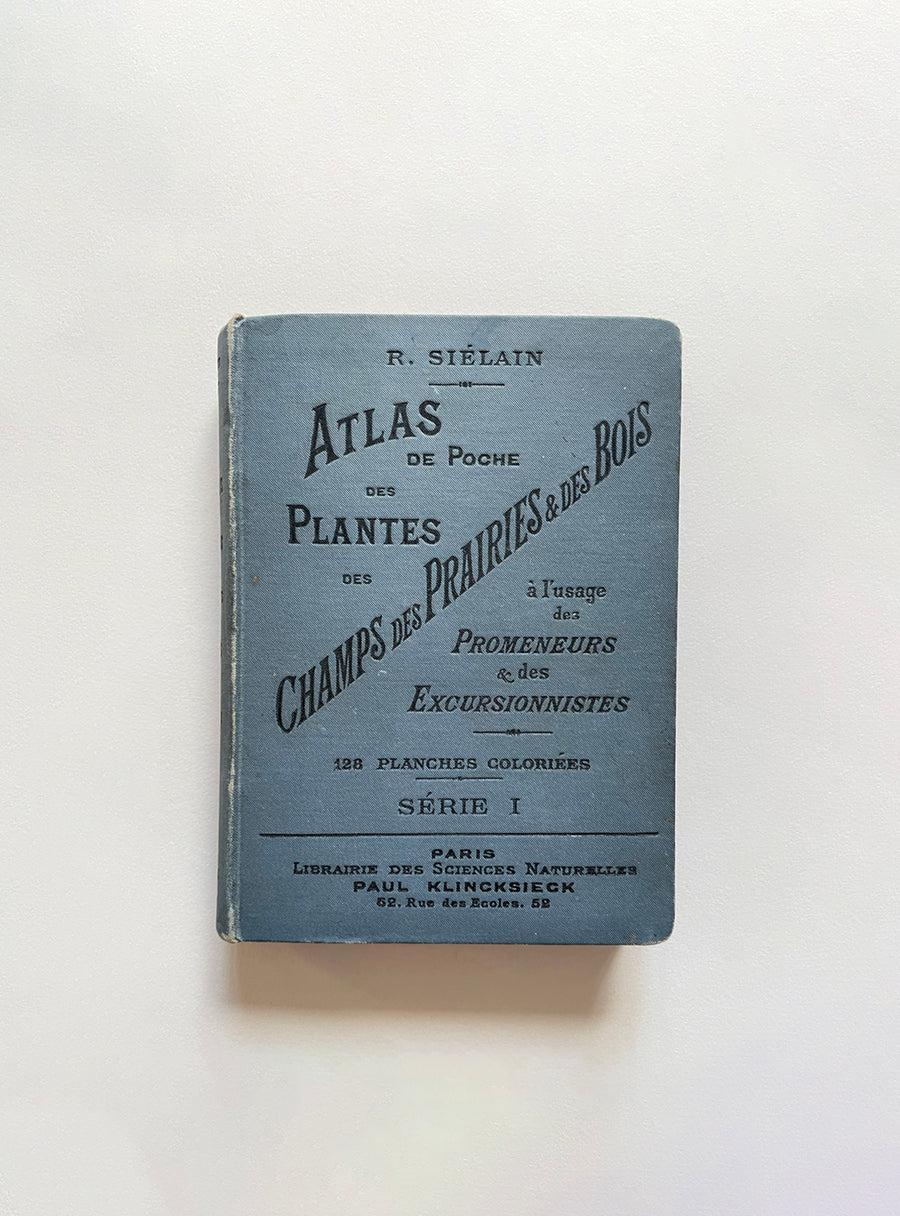 R. SIÉLAIN
ATLAS
DE POCHE
DES
PLANTES
DES
CHAMPS DES PRAIRIES & DES BOIS
à l'usage
des
PROMENEURS
& des
EXCURSIONNISTES
128 PLANCHES COLORIÉES
SÉRIE I
PARIS
LIBRAIRIE DES SCIENCES NATURELLES
PAUL KLINCKSIECK
52. Rue des Ecoles. 52